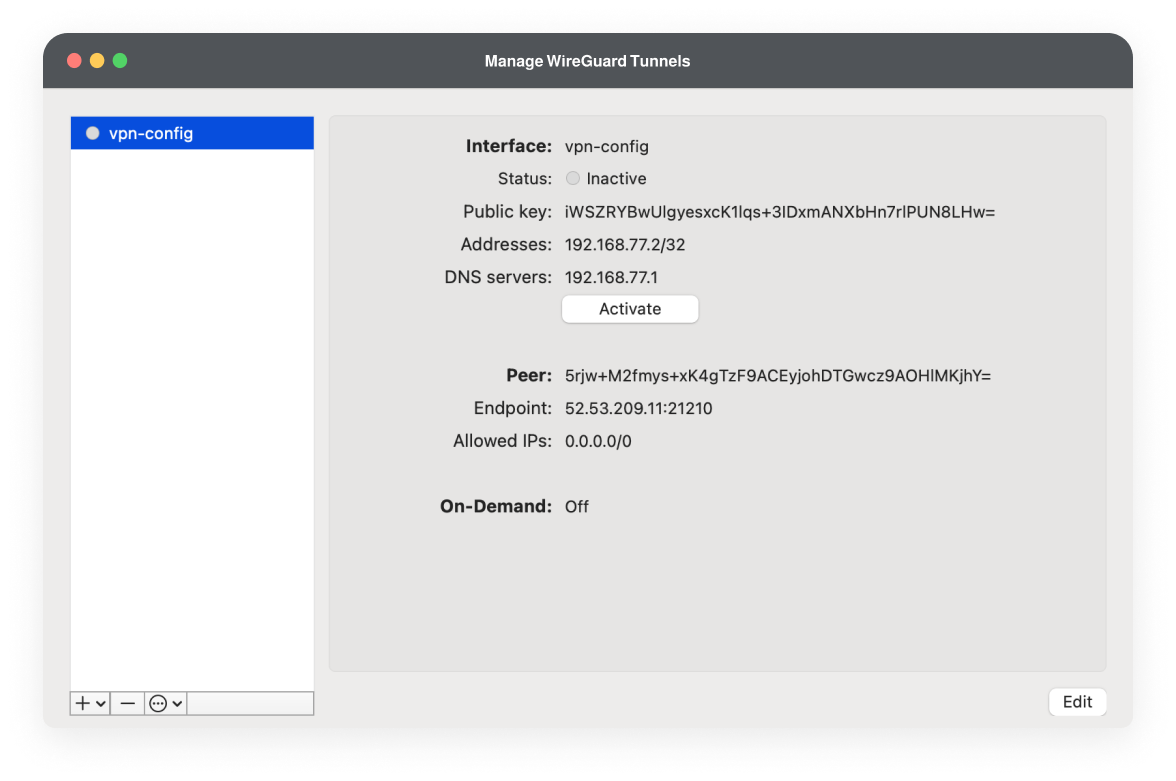 Manage WireGuard Tunnels
vpn-config
Interface: vpn-config
Status: Inactive
Public key: iWSZRYBwUlgyesxcK1lqs+3IDxmANXbHn7rlPUN8LHw=
Addresses: 192.168.77.2/32
DNS servers: 192.168.77.1
Activate
Peer: 5rjw+M2fmys+xK4gTzF9ACEyjohDTGwcz9AOHlMKjhY=
Endpoint: 52.53.209.11:21210
Allowed IPs: 0.0.0.0/0
On-Demand: Off
Edit